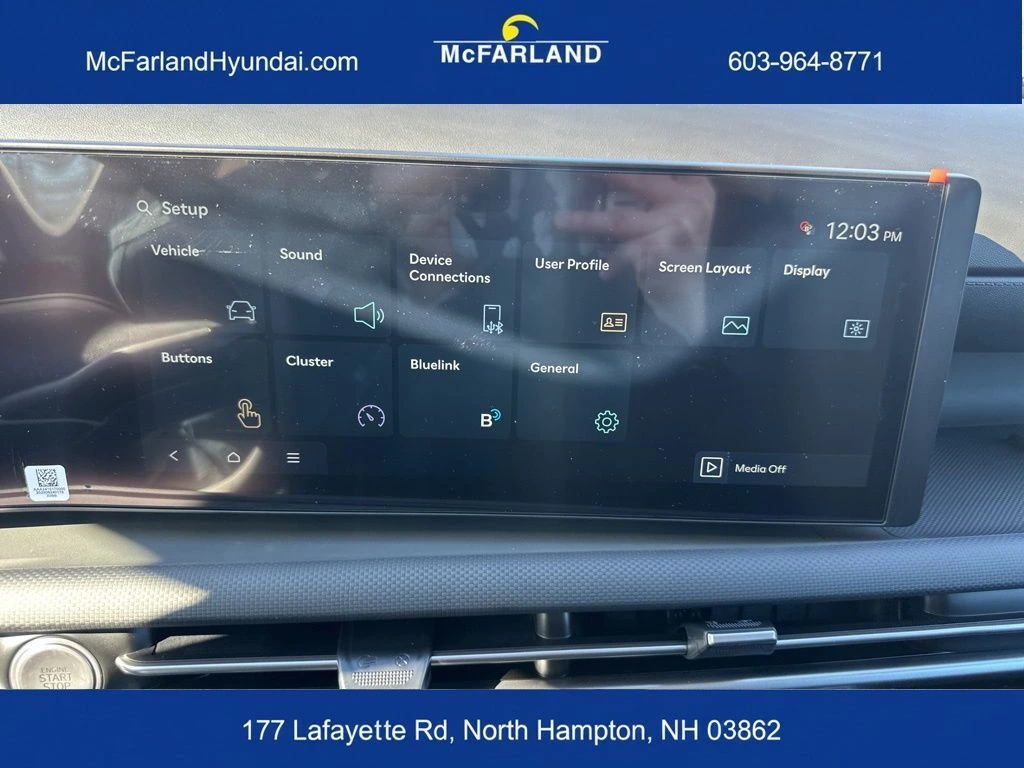 McFarlandHyundai.com
McFARLAND
603-964-8771
Setup
12:03 PM
Vehicle
Sound
Device
Connections
User Profile
Screen Layout
Display
Buttons
Cluster
Bluelink
General
B
Media Off
ENGINE
START
STOP
177 Lafayette Rd, North Hampton, NH 03862